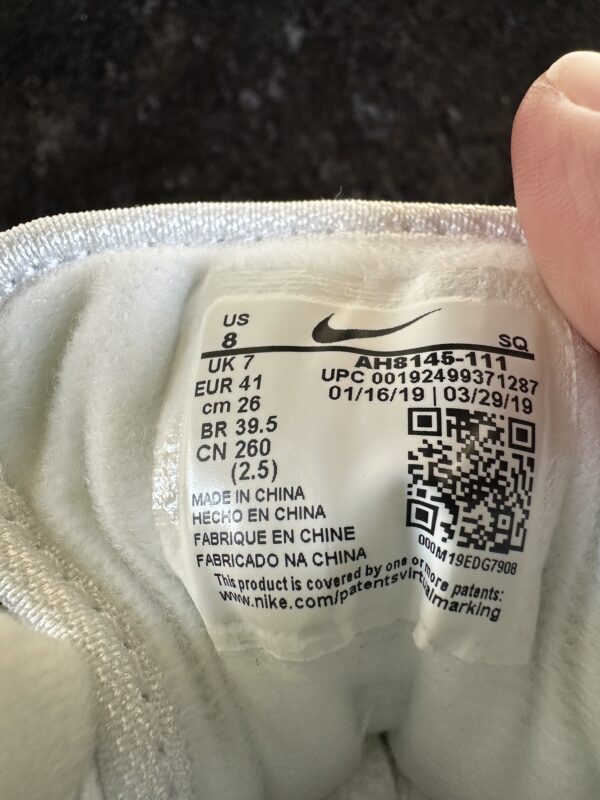 US
8
SQ
UK 7
EUR 41
cm 26
BR 39.5
CN 260
(2.5)
AH8145-111
UPC 00192499371287
01/16/19 | 03/29/19
MADE IN CHINA
HECHO EN CHINA
FABRIQUE EN CHINE
FABRICADO NA CHINA
000M19EDG7908
This product is covered by one or more patents:
www.nike.com/patentsvirtualmarking